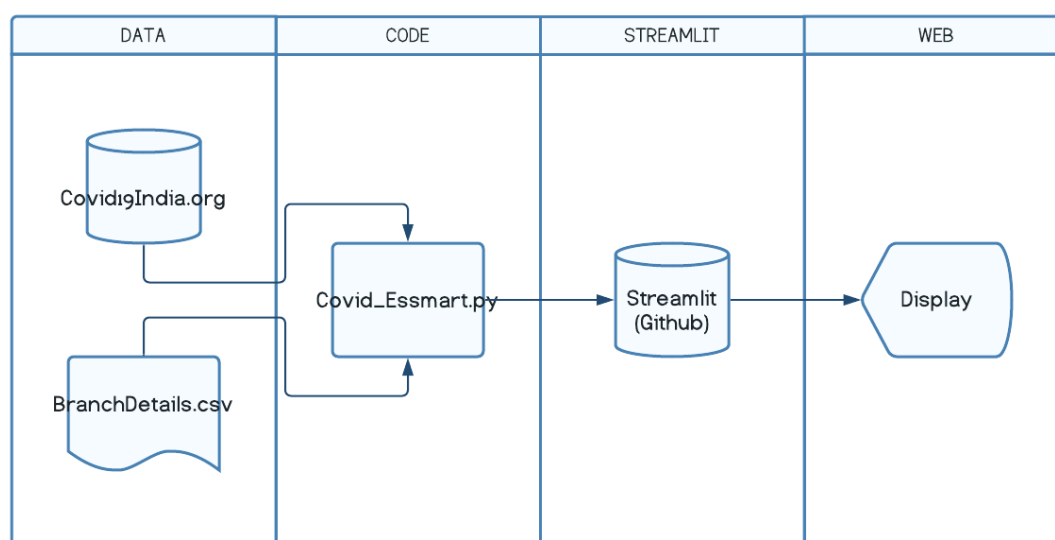 DATA
CODE
STREAMLIT
WEB
Covid19India.org
Covid_Essmart.py
Streamlit
(Github)
Display
BranchDetails.csv